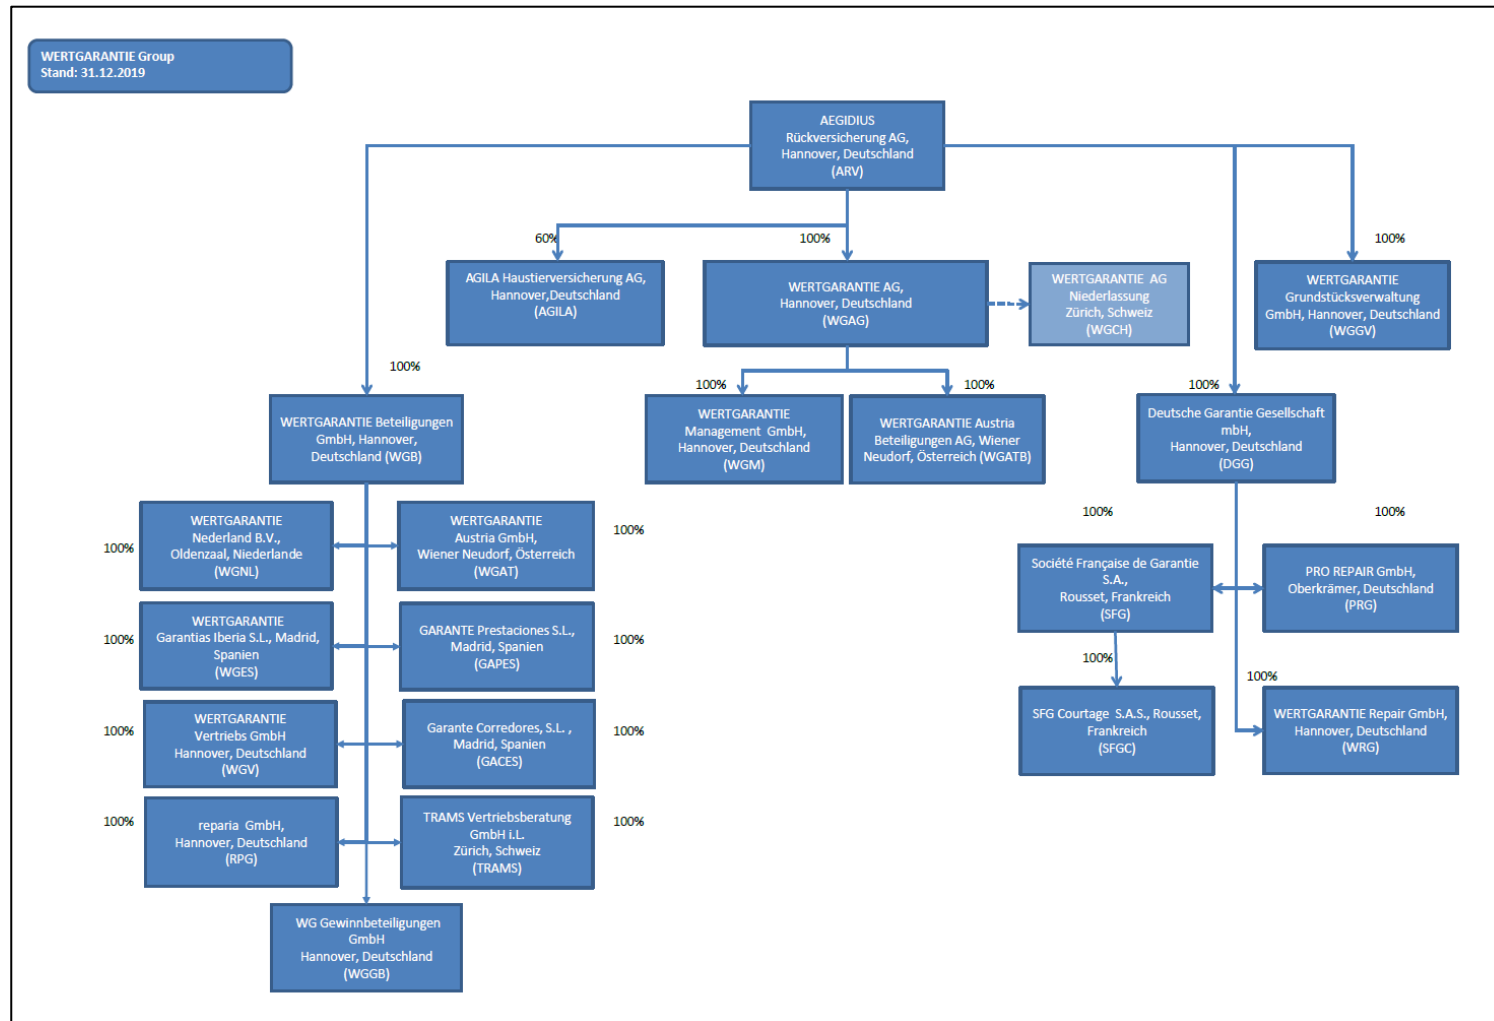 WERTGARANTIE Group
Stand: 31.12.2019
AEGIDIUS
Rückversicherung AG,
Hannover, Deutschland
(ARV)
60%
100%
100%
AGILA Haustierversicherung AG,
Hannover,Deutschland
(AGILA)
WERTGARANTIE AG,
Hannover, Deutschland
(WGAG)
WERTGARANTIE AG
Niederlassung
Zürich, Schweiz
(WGCH)
WERTGARANTIE
Grundstücksverwaltung
GmbH, Hannover, Deutschland
(WGGV)
100%
100%
100%
100%
WERTGARANTIE Beteiligungen
GmbH, Hannover,
Deutschland (WGB)
WERTGARANTIE
Management GmbH,
Hannover, Deutschland
(WGM)
WERTGARANTIE Austria
Beteiligungen AG, Wiener
Neudorf, Österreich (WGATB)
Deutsche Garantie Gesellschaft
mbH,
Hannover, Deutschland
(DGG)
100%
WERTGARANTIE
Nederland B.V.,
Oldenzaal, Niederlande
(WGNL)
WERTGARANTIE
Austria GmbH,
Wiener Neudorf, Österreich
(WGAT)
100%
100%
100%
Société Française de Garantie
S.A.,
Rousset, Frankreich
(SFG)
PRO REPAIR GmbH,
Oberkrämer, Deutschland
(PRG)
100%
WERTGARANTIE
Garantias Iberia S.L., Madrid,
Spanien
(WGES)
GARANTE Prestaciones S.L.,
Madrid, Spanien
(GAPES)
100%
100%
100%
SFG Courtage S.A.S., Rousset,
Frankreich
(SFGC)
WERTGARANTIE Repair GmbH,
Hannover, Deutschland
(WRG)
100%
WERTGARANTIE
Vertriebs GmbH
Hannover, Deutschland
(WGV)
Garante Corredores, S.L. ,
Madrid, Spanien
(GACES)
100%
100%
reparia GmbH,
Hannover, Deutschland
(RPG)
TRAMS Vertriebsberatung
GmbH i.L.
Zürich, Schweiz
(TRAMS)
100%
WG Gewinnbeteiligungen
GmbH
Hannover, Deutschland
(WGGB)